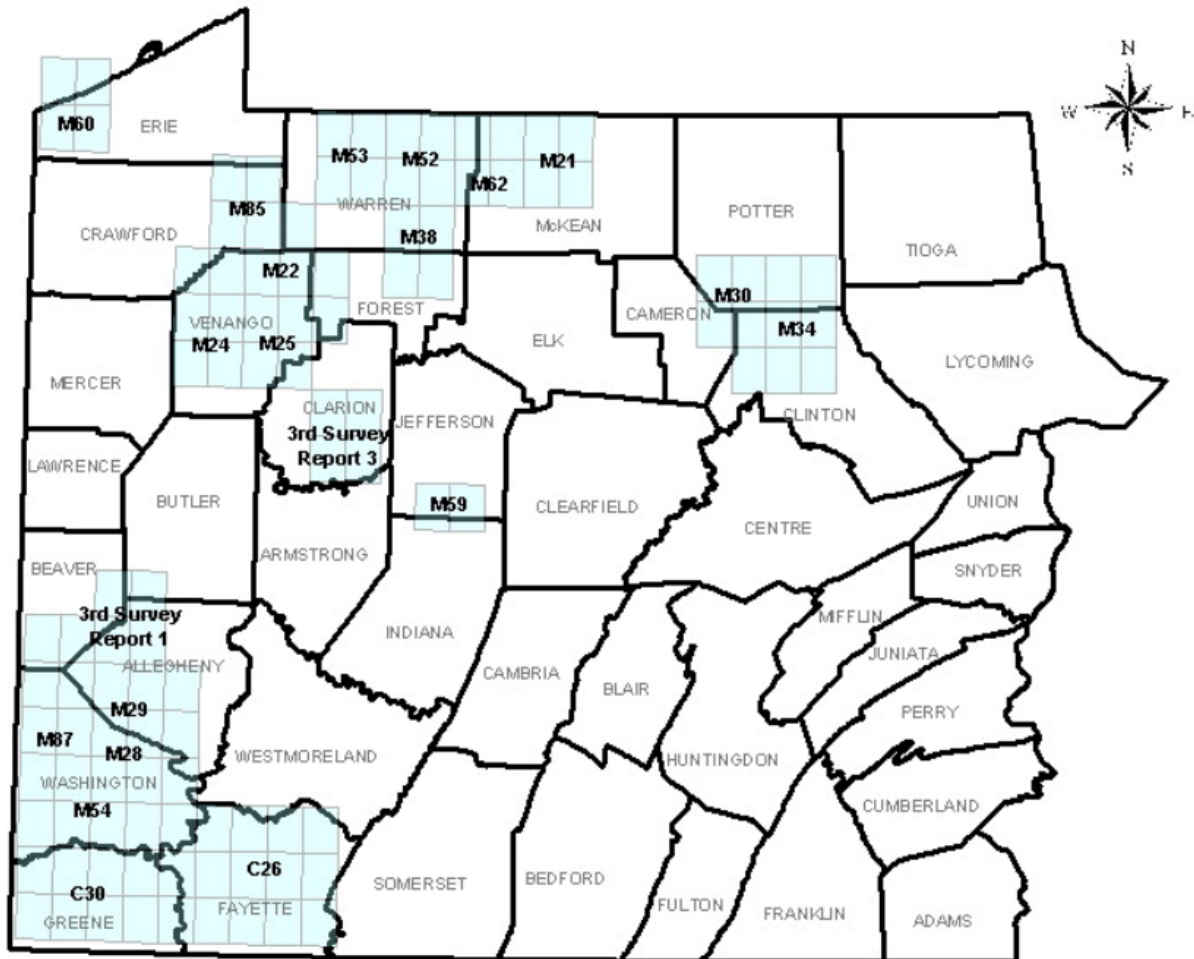 N
W
E
S
M60
ERIE
M53
M52
M21
M62
WARREN
M85
McKEAN
POTTER
CRAWFORD
M38
TIOGA
M22
M30
FOREST
CAMERON
VENANGO
M24
M25
M34
ELK
LYCOMING
MERCER
CLARION
JEFFERSON
CLINTON
3rd Survey
Report 3
LAWRENCE
BUTLER
M59
CLEARFIELD
UNION
CENTRE
ARMSTRONG
BEAVER
SNYDER
3rd Survey
Report 1
MIFFLIN
INDIANA
JUNIATA
ALLEGHENY
CAMBRIA
BLAIR
M29
PERRY
M87
M28
WESTMORELAND
HUNTINGDON
WASHINGTON
M54
CUMBERLAND
C26
SOMERSET
BEDFORD
C30
FAYETTE
FULTON
FRANKLIN
ADAMS
GREENE